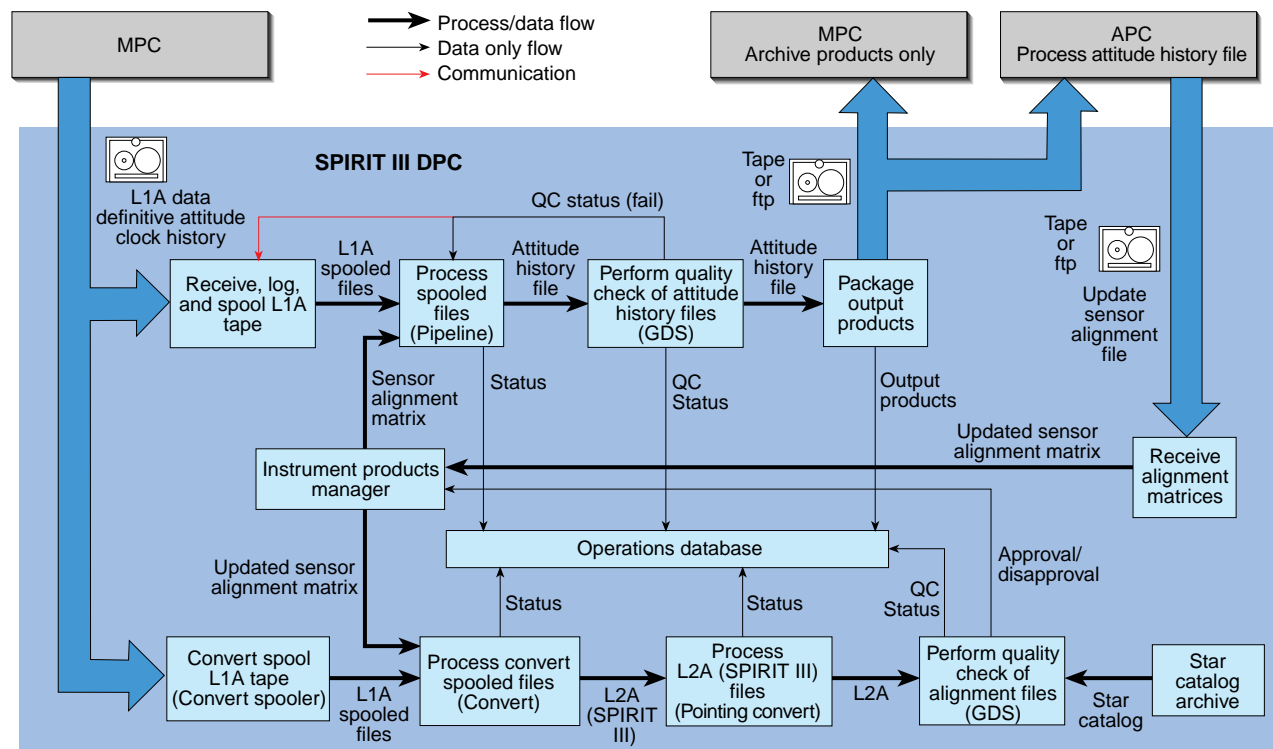 MPC
Process/data flow
Data only flow
Communication
MPC
Archive products only
APC
Process attitude history file
SPIRIT III DPC
L1A data
definitive attitude
clock history
Tape
or
ftp
Tape
or
ftp
Update
sensor
alignment
file
QC status (fail)
Receive, log,
and spool L1A
tape
L1A
spooled
files
Process
spooled
files
(Pipeline)
Attitude
history
file
Perform quality
check of attitude
history files
(GDS)
Attitude
history
file
Package
output
products
Sensor
alignment
matrix
Status
QC
Status
Output
products
Updated sensor
alignment matrix
Instrument products
manager
Receive
alignment
matrices
Operations database
Updated sensor
alignment matrix
Status
Status
QC
Status
Approval/
disapproval
Convert spool
L1A tape
(Convert spooler)
L1A
spooled
files
Process convert
spooled files
(Convert)
L2A
(SPIRIT
III)
Process
L2A (SPIRIT III)
files
(Pointing convert)
L2A
Perform quality
check of
alignment files
(GDS)
Star
catalog
Star
catalog
archive